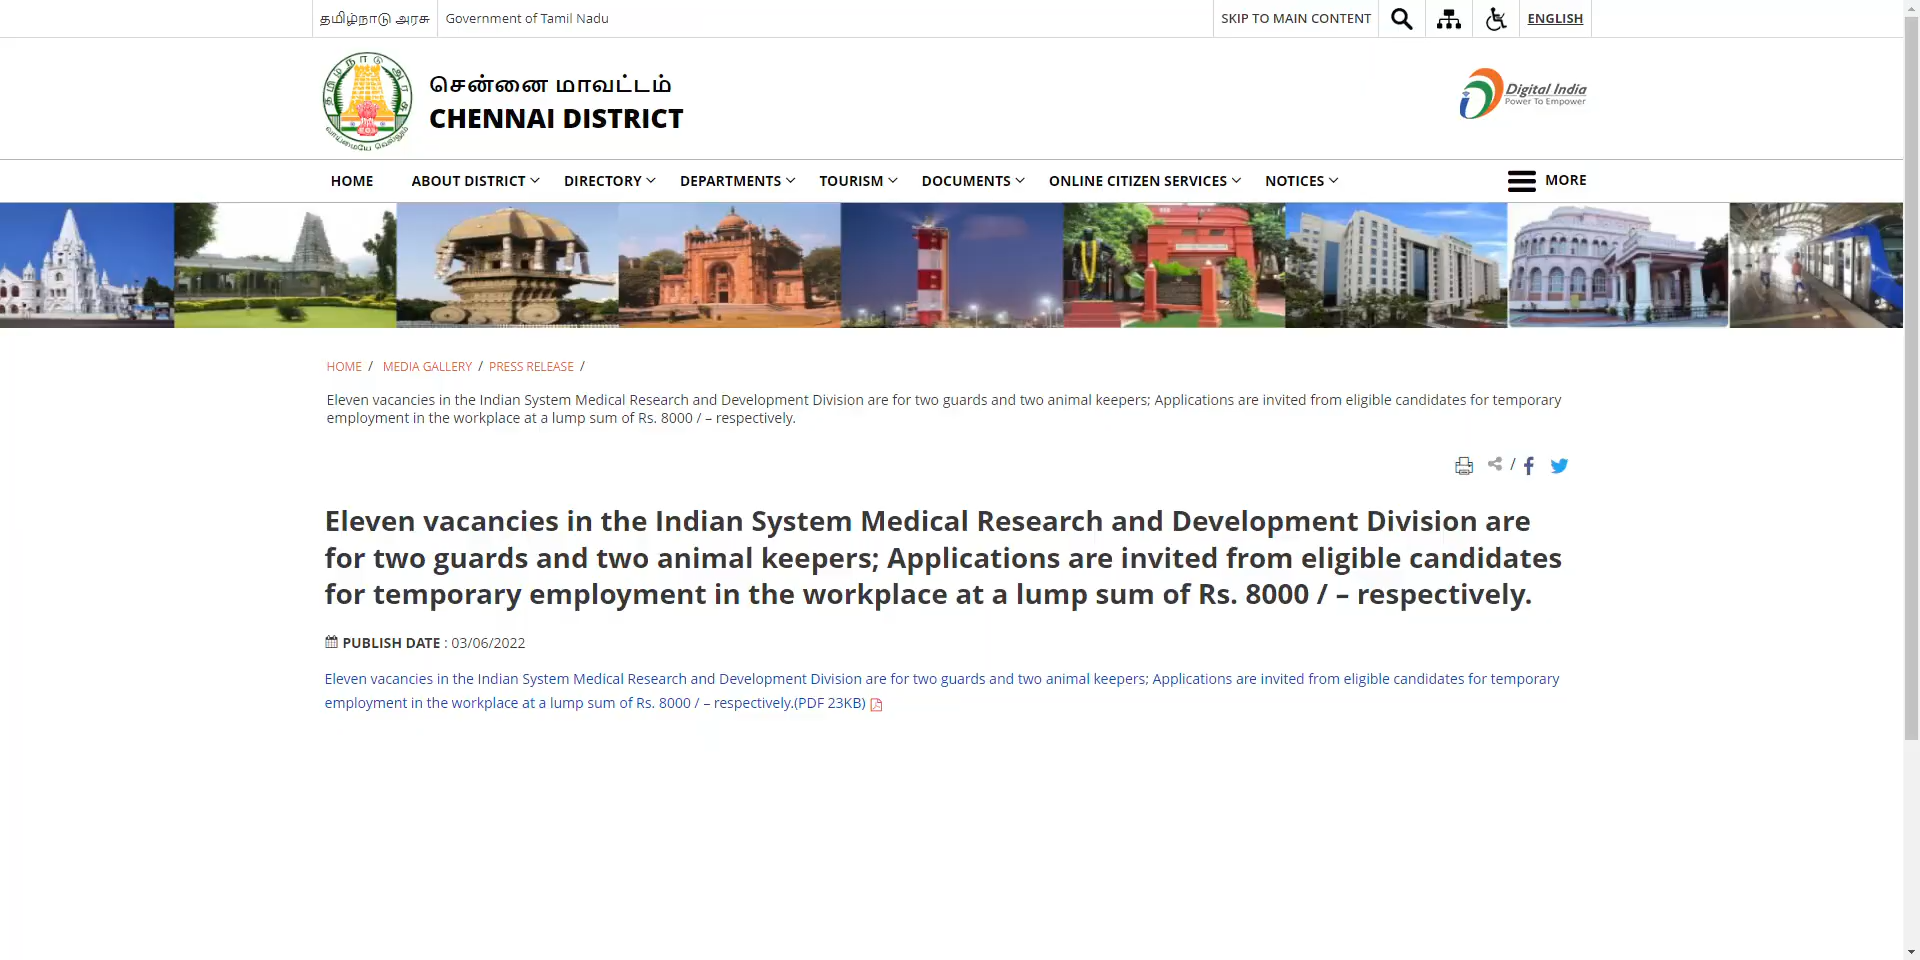 தமிழ்நாடு அரசு
Government of Tamil Nadu
SKIP TO MAIN CONTENT
ENGLISH
சென்னை மாவட்டம்
CHENNAI DISTRICT
Digital India
Power To Empower
HOME
ABOUT DISTRICT
DIRECTORY
DEPARTMENTS
TOURISM
DOCUMENTS
ONLINE CITIZEN SERVICES
NOTICES
MORE
HOME / MEDIA GALLERY / PRESS RELEASE /
Eleven vacancies in the Indian System Medical Research and Development Division are for two guards and two animal keepers; Applications are invited from eligible candidates for temporary
employment in the workplace at a lump sum of Rs. 8000 / – respectively.
/
Eleven vacancies in the Indian System Medical Research and Development Division are
for two guards and two animal keepers; Applications are invited from eligible candidates
for temporary employment in the workplace at a lump sum of Rs. 8000 / – respectively.
PUBLISH DATE : 03/06/2022
Eleven vacancies in the Indian System Medical Research and Development Division are for two guards and two animal keepers; Applications are invited from eligible candidates for temporary
employment in the workplace at a lump sum of Rs. 8000 / – respectively.(PDF 23KB)